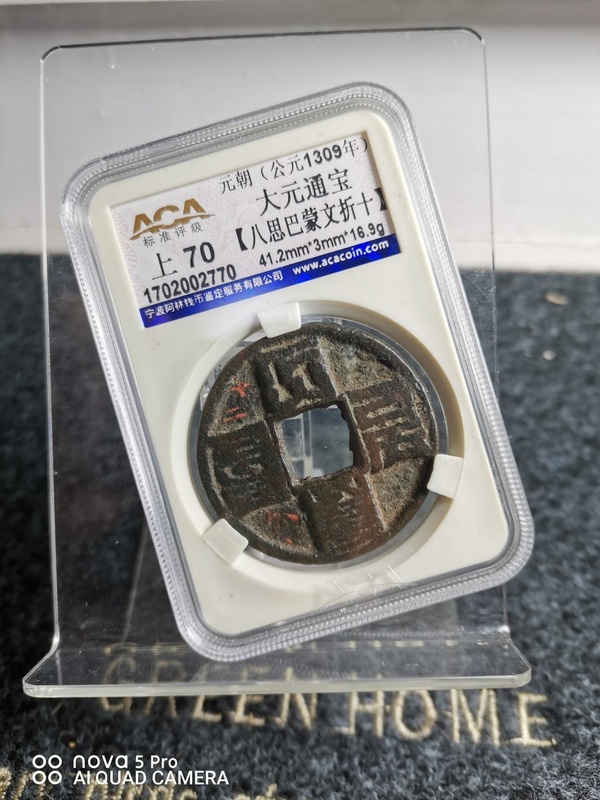 元朝（公元1309年）
ACA
标准评级
大元通宝
上 70
【八思巴蒙文折十】
1702002770
41.2mm*3mm*16.9g
宁波阿林钱币鉴定服务有限公司
www.acacoin.com
十二
GREEN HOME
nova 5 Pro
AI QUAD CAMERA